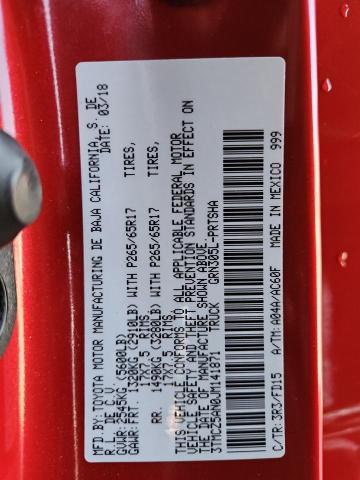 MFD. BY:TOYOTA MOTOR MANUFACTURING DE BAJA CALIFORNIA, S. DE
R. L. DE C.V. DATE: 03/18
GVWR: 2545KG (5600LB)
GAWR: FRT. 1320KG (2910LB) WITH P265/65R17 TIRES,
17X7.5 RIMS
RR. 1490KG (3280LB) WITH P265/65R17 TIRES,
17X7.5 RIMS
THIS VEHICLE CONFORMS TO ALL APPLICABLE FEDERAL MOTOR
VEHICLE SAFETY AND THEFT PREVENTION STANDARDS IN EFFECT ON
THE DATE OF MANUFACTURE SHOWN ABOVE.
3TMCZ5AN0JM141871 TRUCK GRN305L-PRTSHA
C/TR: 3R3/FD15 A/TM: A04A/AC60F MADE IN MEXICO 999